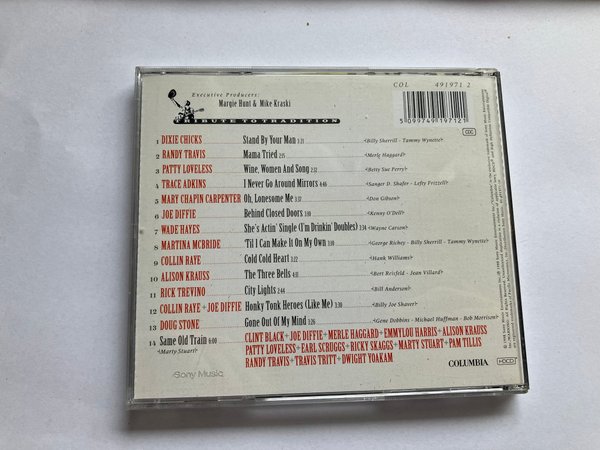 Executive Producers:
Margie Hunt & Mike Kraski
TRIBUTE TO TRADITION
COL 491971 2
5099749197121
1 DIXIE CHICKS Stand By Your Man 3:21 <Billy Sherrill - Tammy Wynette>
2 RANDY TRAVIS Mama Tried 2:15 <Merle Haggard>
3 PATTY LOVELESS Wine, Women And Song 2:12 <Betty Sue Perry>
4 TRACE ADKINS I Never Go Around Mirrors 4:46 <Sanger D. Shafer - Lefty Frizzell>
5 MARY CHAPIN CARPENTER Oh, Lonesome Me 3:37 <Don Gibson>
6 JOE DIFFIE Behind Closed Doors 3:10 <Kenny O'Dell>
7 WADE HAYES She's Actin' Single (I'm Drinkin' Doubles) 3:34 <Wayne Carson>
8 MARTINA McBRIDE 'Til I Can Make It On My Own 3:10 <George Richey - Billy Sherrill - Tammy Wynette>
9 COLLIN RAYE Cold Cold Heart 3:22 <Hank Williams>
10 ALISON KRAUSS The Three Bells 4:11 <Bert Reisfeld - Jean Villard>
11 RICK TREVINO City Lights 2:44 <Bill Anderson>
12 COLLIN RAYE + JOE DIFFIE Honky Tonk Heroes (Like Me) 3:30 <Billy Joe Shaver>
13 DOUG STONE Gone Out Of My Mind 3:26 <Gene Dobbins - Michael Huffman - Bob Morrison>
14 Same Old Train 6:00 CLINT BLACK + JOE DIFFIE + MERLE HAGGARD + EMMYLOU HARRIS + ALISON KRAUSS
<Marty Stuart> PATTY LOVELESS + EARL SCRUGGS + RICKY SKAGGS + MARTY STUART + PAM TILLIS
RANDY TRAVIS + TRAVIS TRITT + DWIGHT YOAKAM
Sony Music
COLUMBIA
HDCD